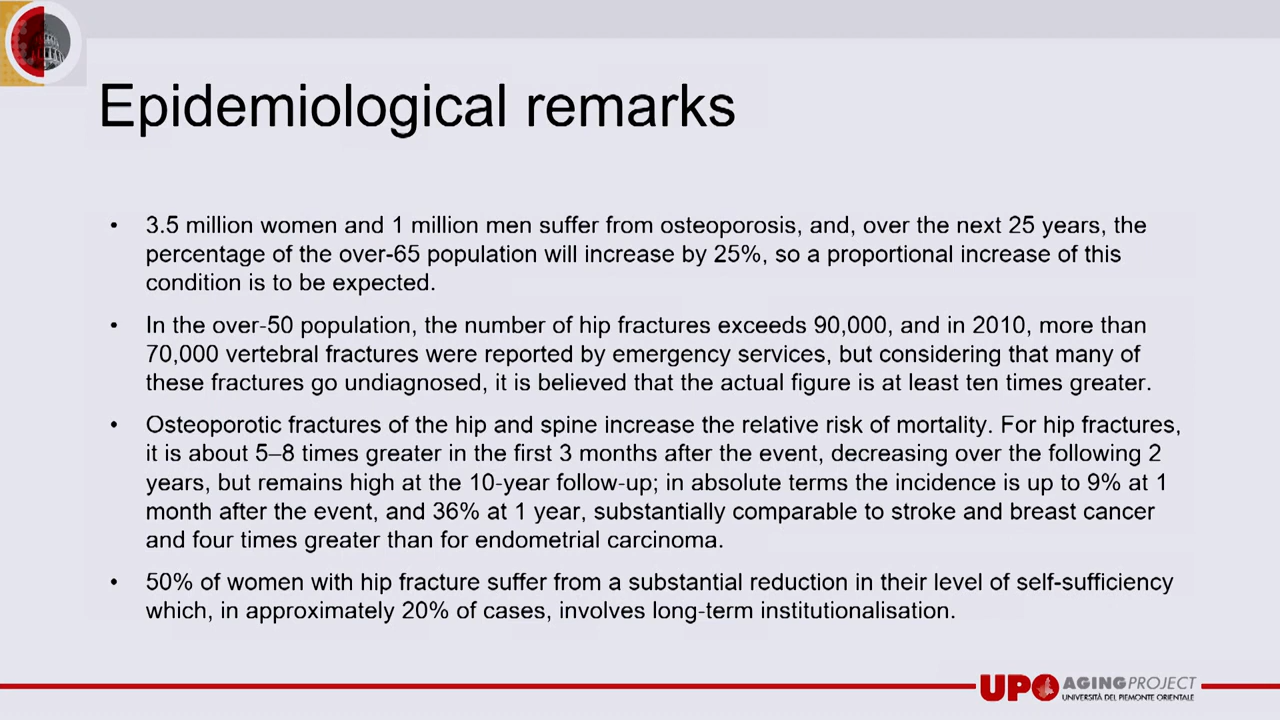 Epidemiological remarks
• 3.5 million women and 1 million men suffer from osteoporosis, and, over the next 25 years, the
percentage of the over-65 population will increase by 25%, so a proportional increase of this
condition is to be expected.
• In the over-50 population, the number of hip fractures exceeds 90,000, and in 2010, more than
70,000 vertebral fractures were reported by emergency services, but considering that many of
these fractures go undiagnosed, it is believed that the actual figure is at least ten times greater.
• Osteoporotic fractures of the hip and spine increase the relative risk of mortality. For hip fractures,
it is about 5–8 times greater in the first 3 months after the event, decreasing over the following 2
years, but remains high at the 10-year follow-up; in absolute terms the incidence is up to 9% at 1
month after the event, and 36% at 1 year, substantially comparable to stroke and breast cancer
and four times greater than for endometrial carcinoma.
• 50% of women with hip fracture suffer from a substantial reduction in their level of self-sufficiency
which, in approximately 20% of cases, involves long-term institutionalisation.
UPO AGINGPROJECT
UNIVERSITÀ DEL PIEMONTE ORIENTALE